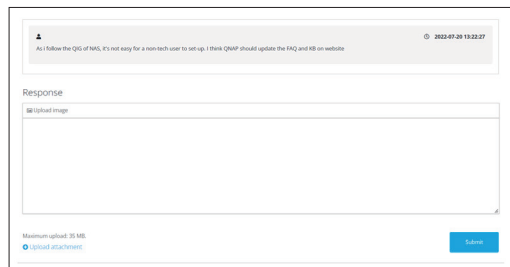 2022-07-20 13:22:27
As i follow the QIG of NAS, it's not easy for a non-tech user to set-up. I think QNAP should update the FAQ and KB on website
Response
Upload image
Maximum upload: 35 MB.
Upload attachment
Submit